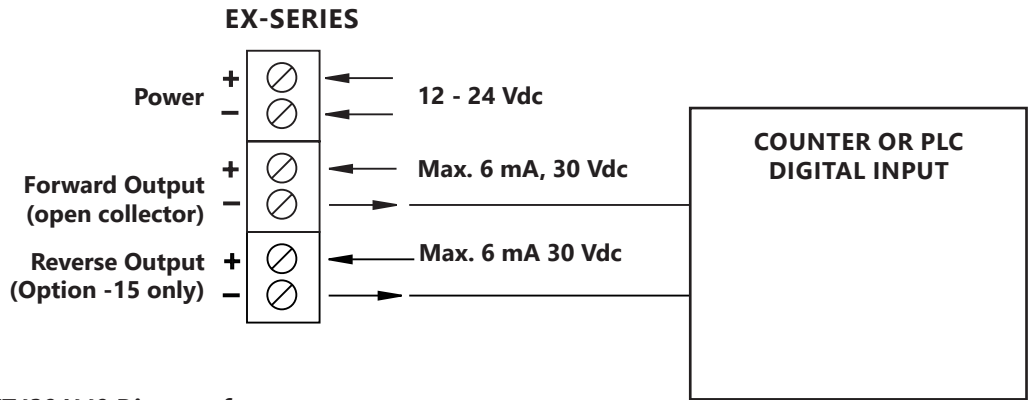 EX-SERIES
Power
+
−
12 - 24 Vdc
Forward Output
(open collector)
+
−
Max. 6 mA, 30 Vdc
Reverse Output
(Option -15 only)
+
−
Max. 6 mA 30 Vdc
COUNTER OR PLC
DIGITAL INPUT